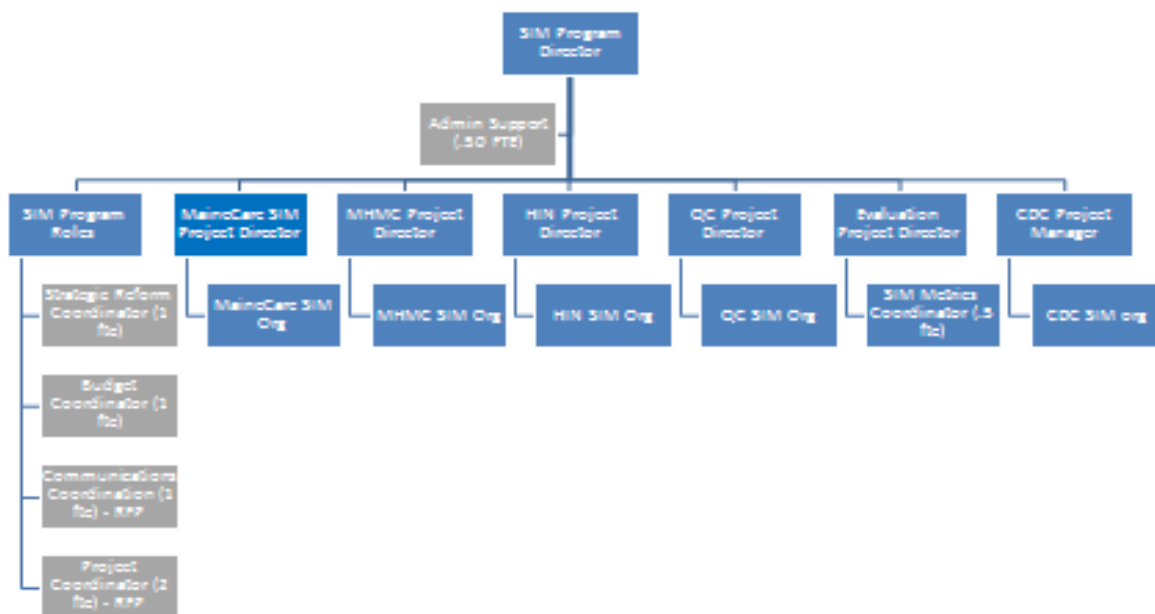 SIM Program
Director
Admin Support
(.50 FTE)
SIM Program
Roles
MaineCare SIM
Project Director
MHMC Project
Director
HIN Project
Director
QC Project
Director
Evaluation
Project Director
CDC Project
Manager
Strategic Reform
Coordinator (1
fte)
MaineCare SIM
Org
MHMC SIM Org
HIN SIM Org
QC SIM Org
SIM Metrics
Coordinator (.5
fte)
CDC SIM org
Budget
Coordinator (1
fte)
Communications
Coordination (1
fte) - RFP
Project
Coordinator (2
fte) - RFP